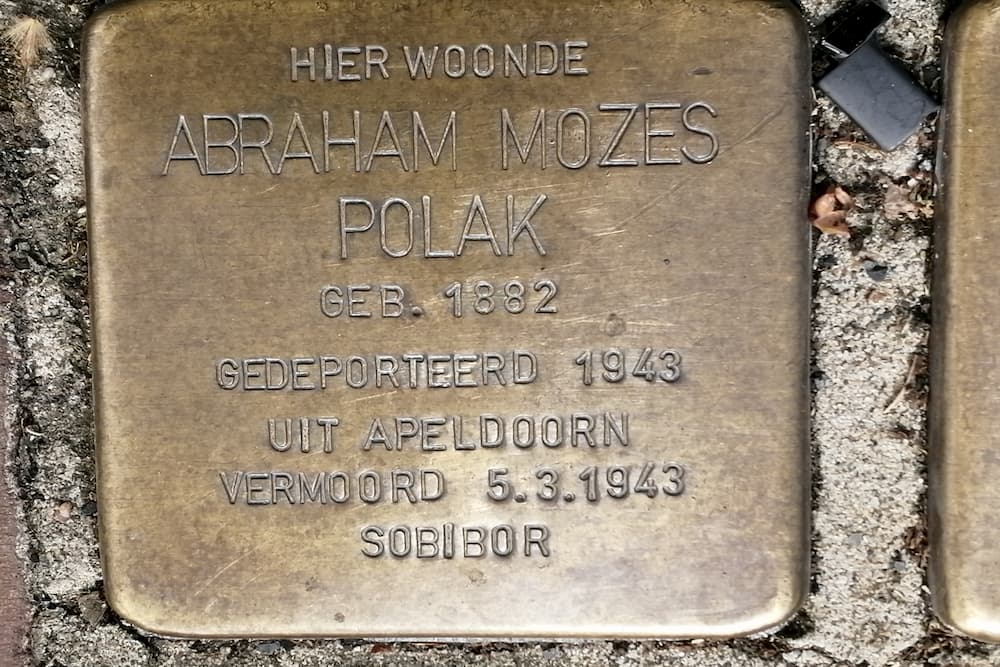 HIER WOONDE
ABRAHAM MOZES
POLAK
GEB. 1882
GEDEPORTEERD 1943
UIT APELDOORN
VERMOORD 5.3.1943
SOBIBOR